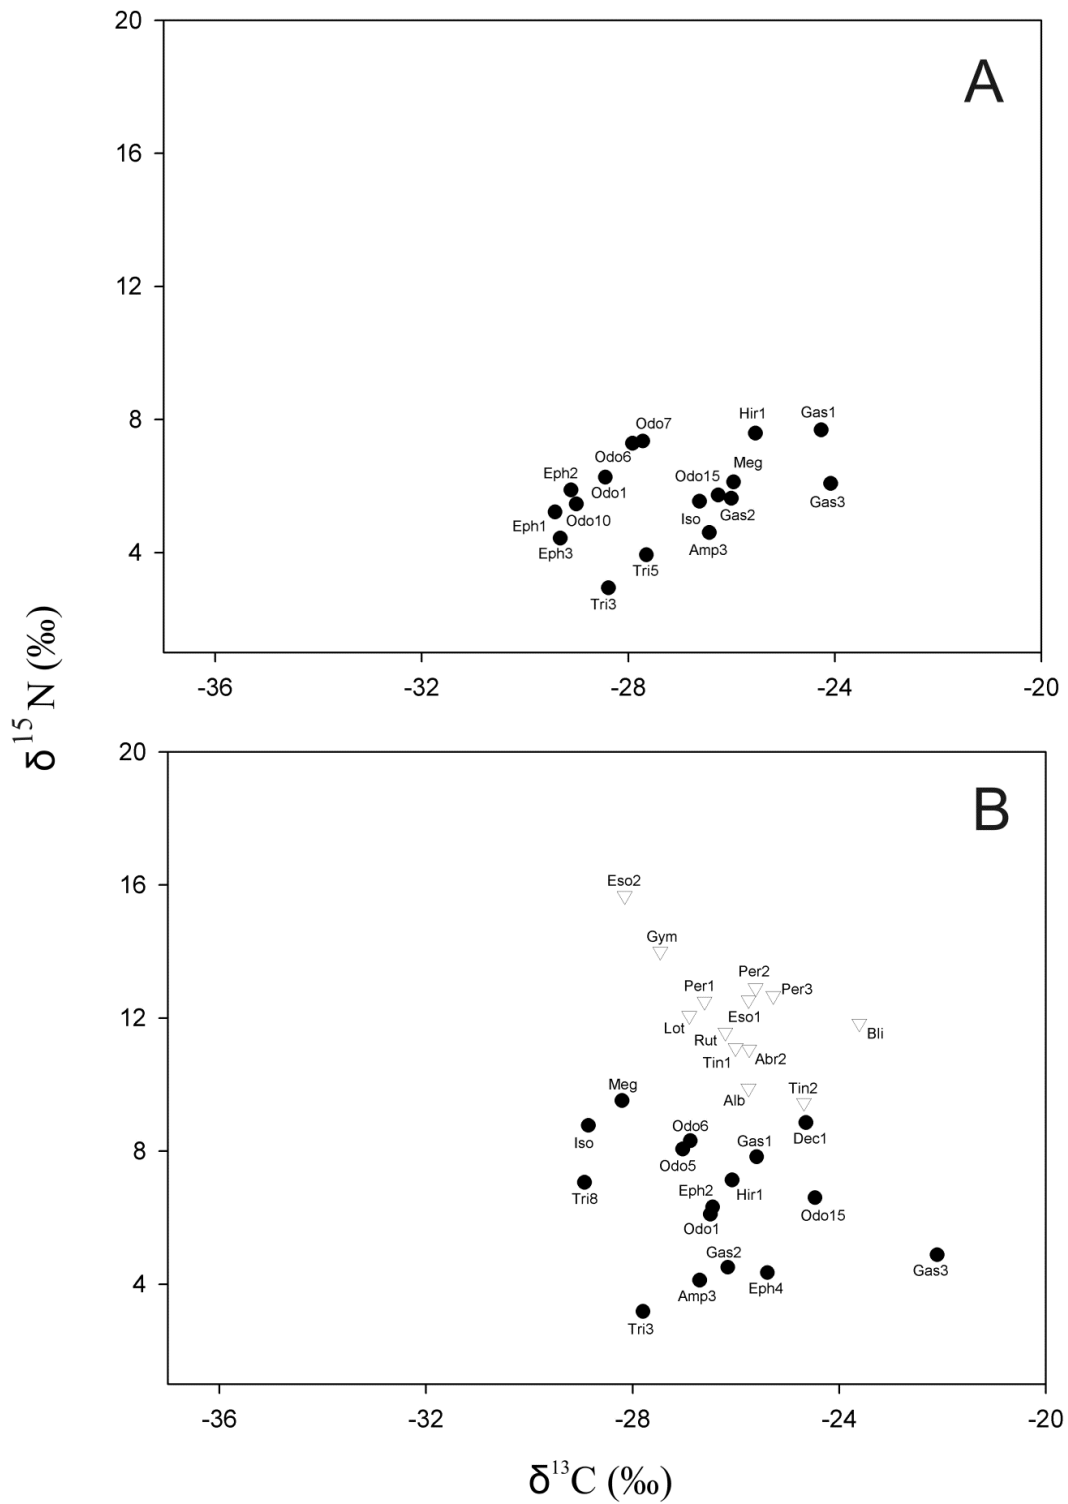 20
A
16
12
8
Odo7
Hir1
Gas1
Odo6
Eph2
Odo15
Meg
Odo1
Gas3
Eph1
Odo10
Iso
Gas2
Eph3
Amp3
4
Tri5
Tri3
-36
-32
-28
-24
-20
δ15N (‰)
20
B
16
Eso2
Gym
Per2
Per1
Per3
12
Lot
Eso1
Rut
Bli
Tin1
Abr2
Meg
Alb
Tin2
8
Odo6
Iso
Gas1
Dec1
Odo5
Tri8
Eph2
Hir1
Odo15
Odo1
Gas2
Gas3
4
Amp3
Eph4
Tri3
-36
-32
-28
-24
-20
δ13C (‰)